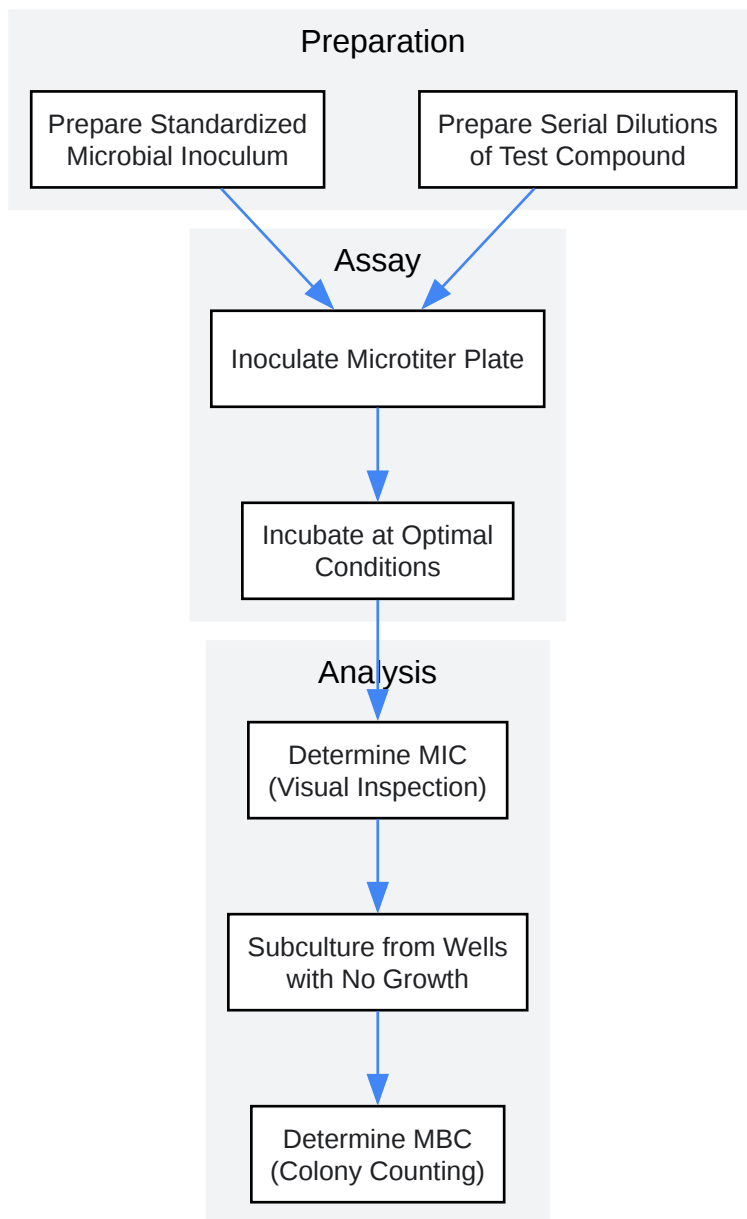 Preparation
Prepare Standardized
Microbial Inoculum
Prepare Serial Dilutions
of Test Compound
Assay
Inoculate Microtiter Plate
Incubate at Optimal
Conditions
Analysis
Determine MIC
(Visual Inspection)
Subculture from Wells
with No Growth
Determine MBC
(Colony Counting)